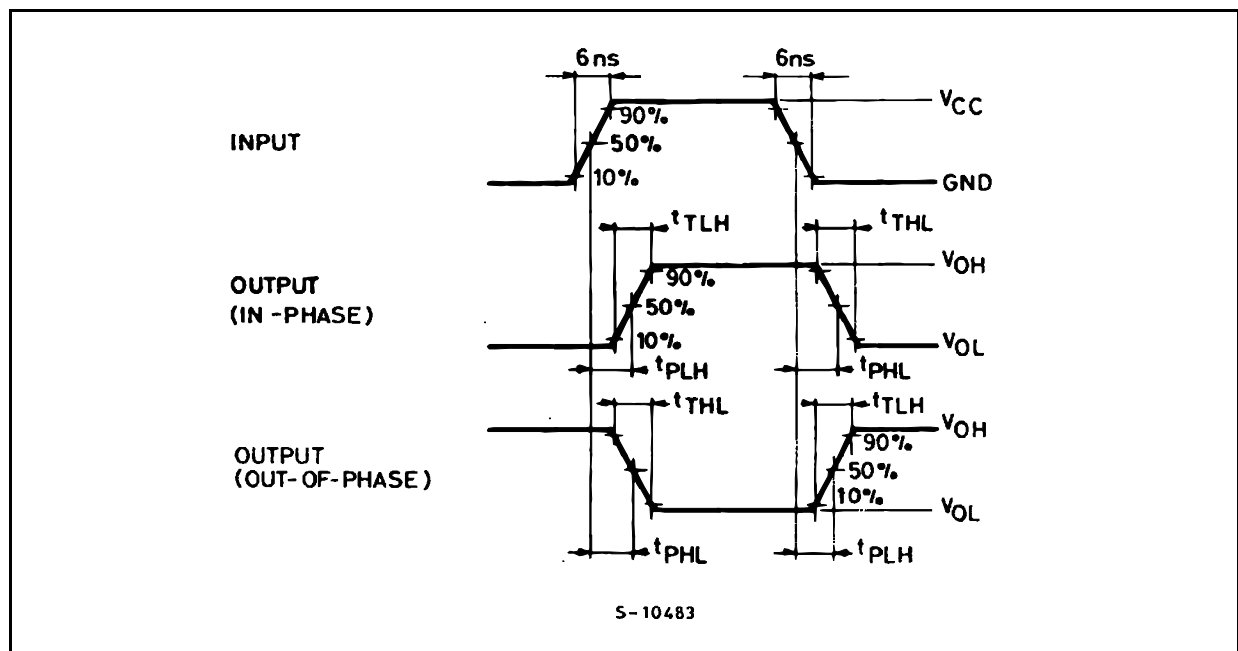 6ns 6ns
VCC
90%
INPUT 50%
10%
GND
tTLH tTHL
VOH
90%
OUTPUT
50%
(IN-PHASE)
10%
VOL
tPLH tPHL
tTHL tTLH
VOH
90%
OUTPUT
50%
(OUT-OF-PHASE)
10%
VOL
tPHL tPLH
S-10483